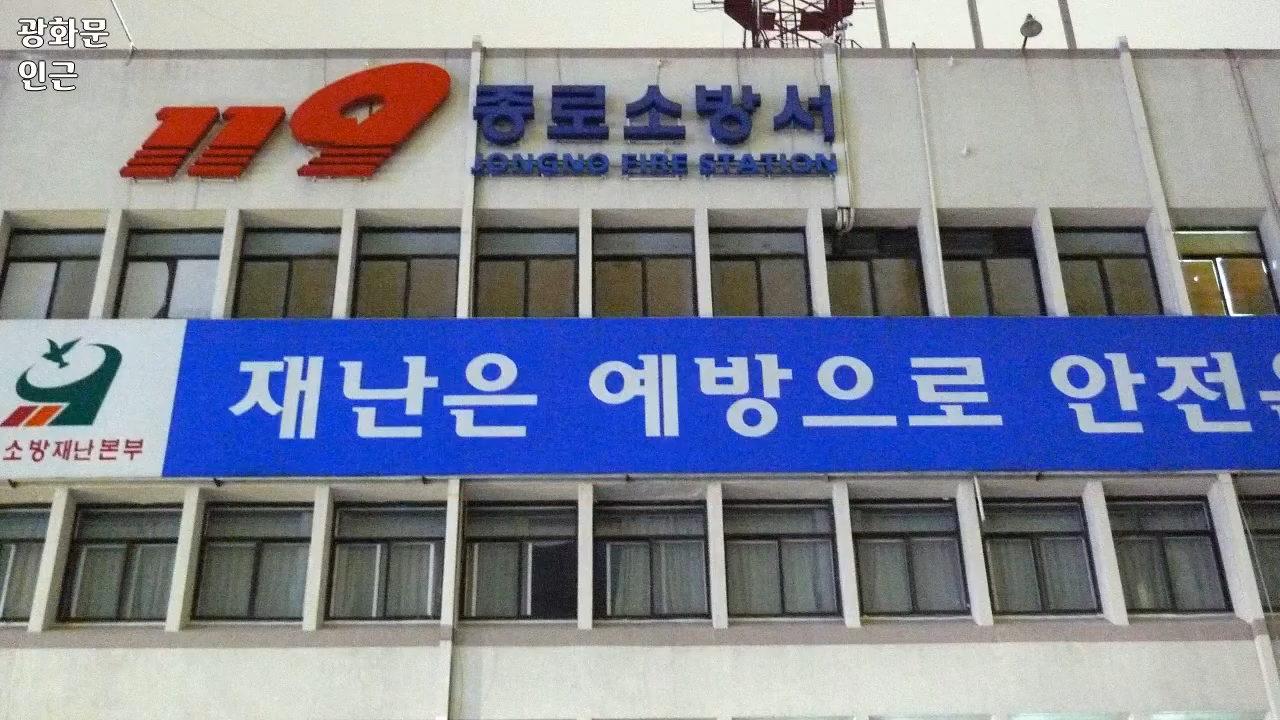 광화문
인근
119 종로소방서
JONGNO FIRE STATION
재난은 예방으로 안전
소방재난본부